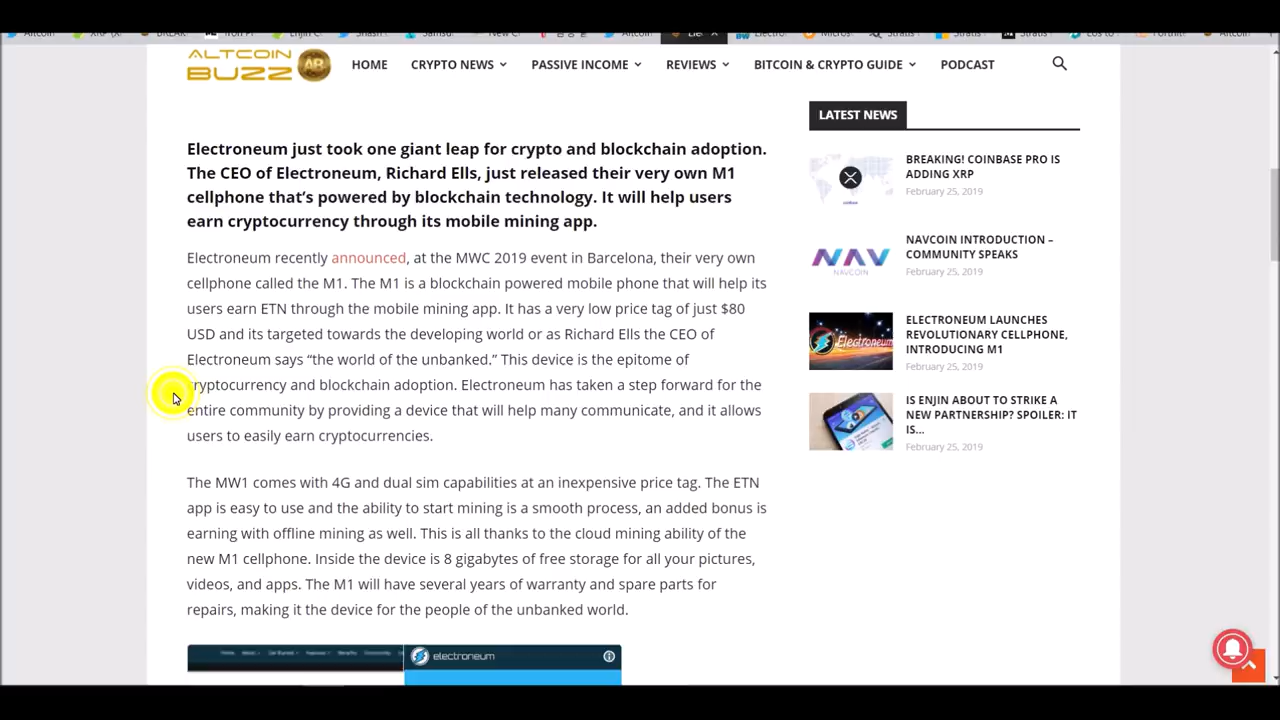 ALTCOIN
BUZZ
AB
HOME
CRYPTO NEWS
PASSIVE INCOME
REVIEWS
BITCOIN & CRYPTO GUIDE
PODCAST
Electroneum just took one giant leap for crypto and blockchain adoption.
The CEO of Electroneum, Richard Ells, just released their very own M1
cellphone that’s powered by blockchain technology. It will help users
earn cryptocurrency through its mobile mining app.
Electroneum recently announced, at the MWC 2019 event in Barcelona, their very own
cellphone called the M1. The M1 is a blockchain powered mobile phone that will help its
users earn ETN through the mobile mining app. It has a very low price tag of just $80
USD and its targeted towards the developing world or as Richard Ells the CEO of
Electroneum says “the world of the unbanked.” This device is the epitome of
cryptocurrency and blockchain adoption. Electroneum has taken a step forward for the
entire community by providing a device that will help many communicate, and it allows
users to easily earn cryptocurrencies.
The MW1 comes with 4G and dual sim capabilities at an inexpensive price tag. The ETN
app is easy to use and the ability to start mining is a smooth process, an added bonus is
earning with offline mining as well. This is all thanks to the cloud mining ability of the
new M1 cellphone. Inside the device is 8 gigabytes of free storage for all your pictures,
videos, and apps. The M1 will have several years of warranty and spare parts for
repairs, making it the device for the people of the unbanked world.
electroneum
LATEST NEWS
BREAKING! COINBASE PRO IS
ADDING XRP
February 25, 2019
NAV
NAVCOIN
NAVCOIN INTRODUCTION –
COMMUNITY SPEAKS
February 25, 2019
Electroneum
ELECTRONEUM LAUNCHES
REVOLUTIONARY CELLPHONE,
INTRODUCING M1
February 25, 2019
IS ENJIN ABOUT TO STRIKE A
NEW PARTNERSHIP? SPOILER: IT
IS...
February 25, 2019